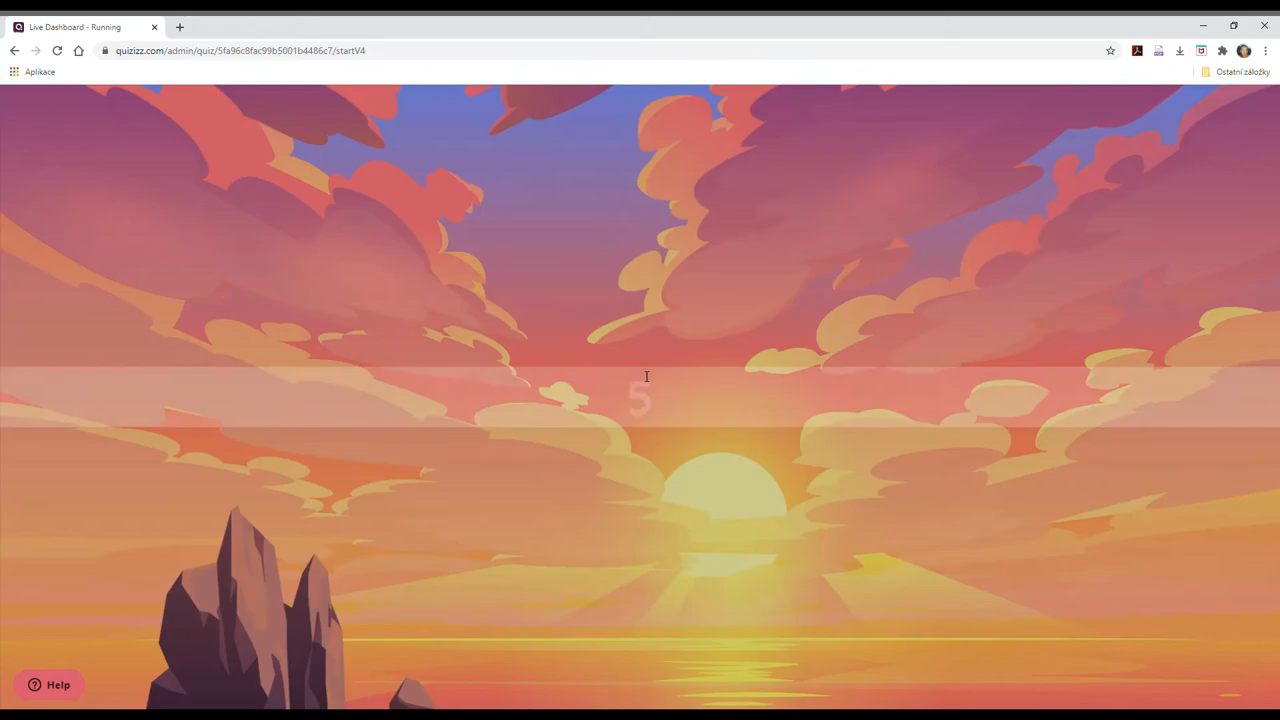 Live Dashboard - Running
quizizz.com/admin/quiz/5fa96c8fac99b5001b4486c7/startV4
Aplikace
Ostatní záložky
5
Help